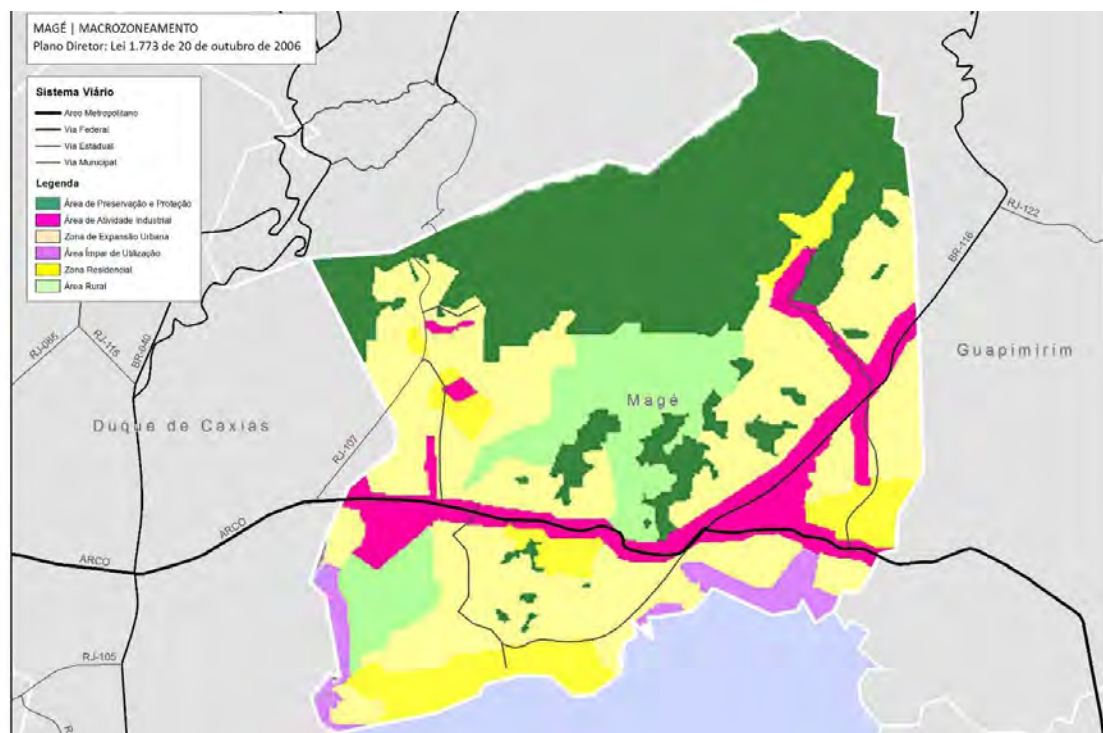 MAGÉ | MACROZONEAMENTO
Plano Diretor: Lei 1.773 de 20 de outubro de 2006
Sistema Viário
Arco Metropolitano
Via Federal
Via Estadual
Via Municipal
Legenda
Área de Preservação e Proteção
Área de Atividade Industrial
Zona de Expansão Urbana
Área Ímpar de Utilização
Zona Residencial
Área Rural
RJ-122
BR-116
RJ-115
BR-040
Guapimirim
Magé
Duque de Caxias
RJ-107
ARCO
ARCO
RJ-105